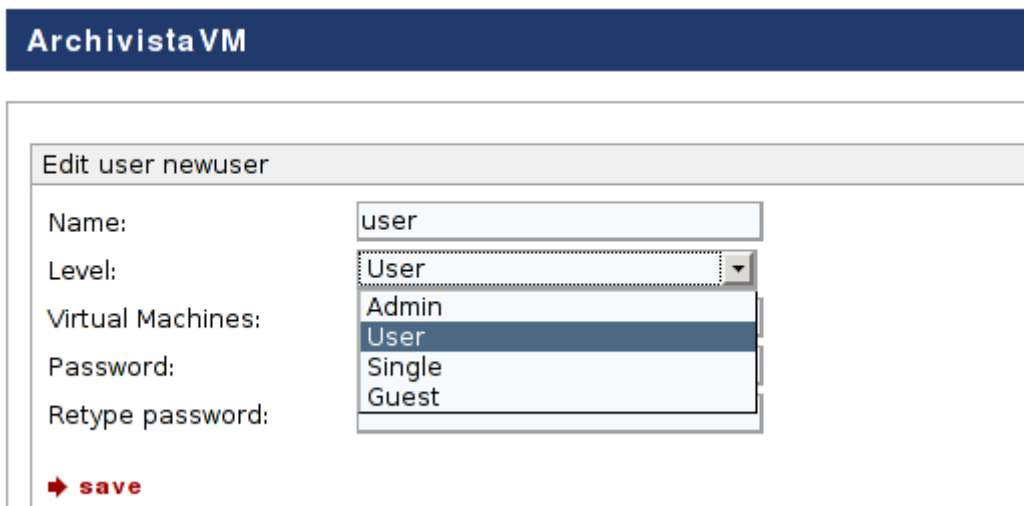 ArchivistaVM
Edit user newuser
Name: user
Level: User
Admin
Virtual Machines:
User
Password: Single
Guest
Retype password:
save